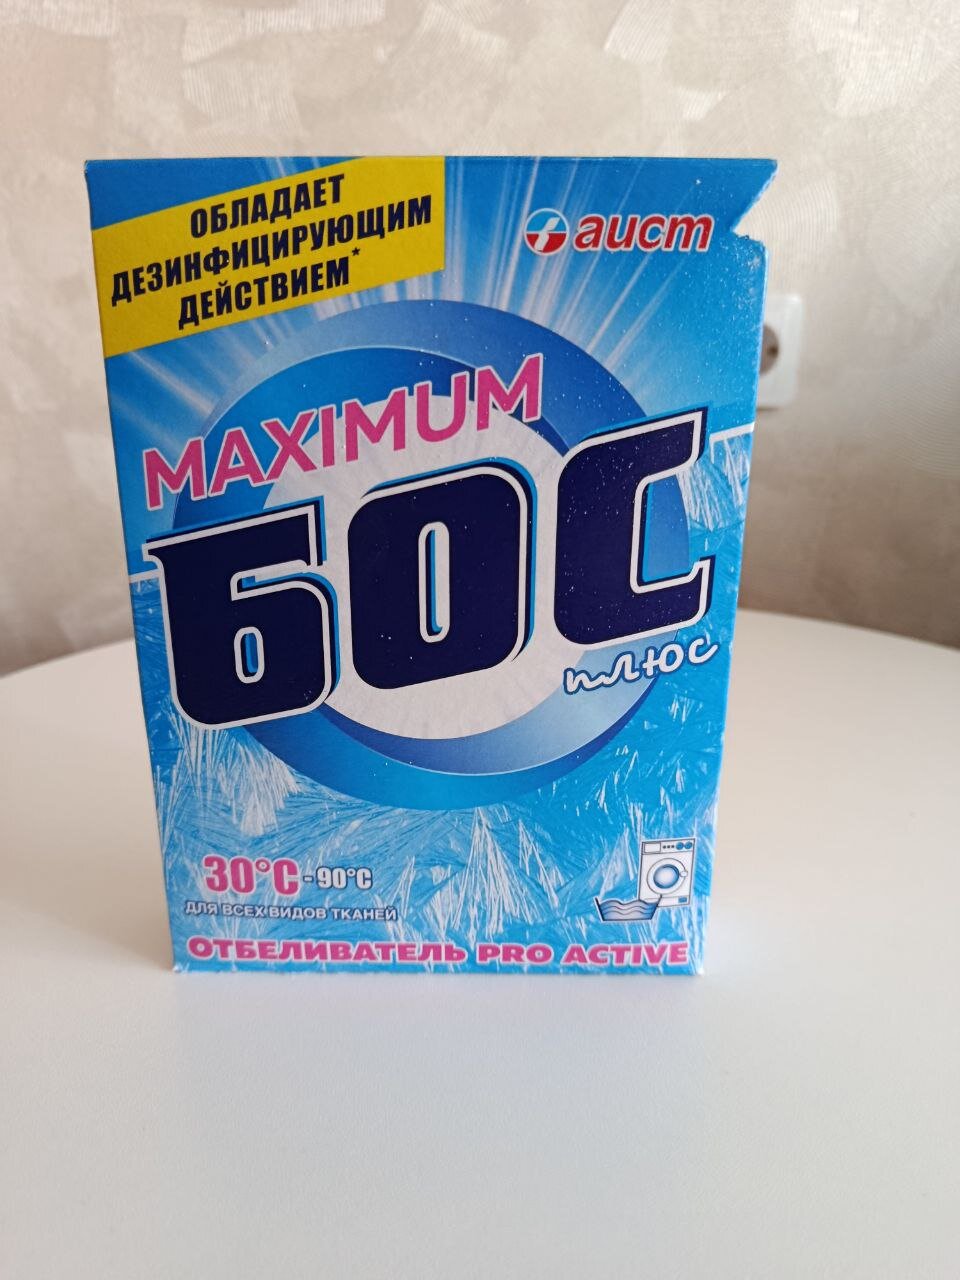 ОБЛАДАЕТ
ДЕЗИНФИЦИРУЮЩИМ
ДЕЙСТВИЕМ*
аист
MAXIMUM
БОС
плюс
30°C - 90°C
ДЛЯ ВСЕХ ВИДОВ ТКАНЕЙ
ОТБЕЛИВАТЕЛЬ PRO ACTIVE